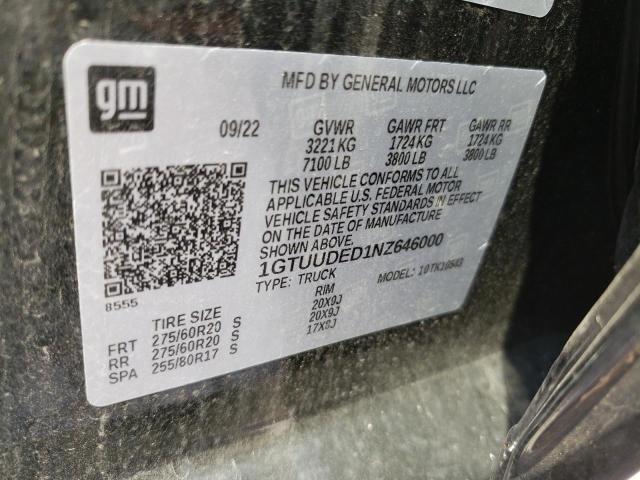 gm
MFD BY GENERAL MOTORS LLC
09/22 GVWR GAWR FRT GAWR RR
3221 KG 1724 KG 1724 KG
7100 LB 3800 LB 3800 LB
THIS VEHICLE CONFORMS TO ALL
APPLICABLE U.S. FEDERAL MOTOR
VEHICLE SAFETY STANDARDS IN EFFECT
ON THE DATE OF MANUFACTURE
SHOWN ABOVE
1GTUUDED1NZ646000
TYPE: TRUCK MODEL: 10TK10543
8555
TIRE SIZE RIM
FRT 275/60R20 S 20X9J
RR 275/60R20 S 20X9J
SPA 255/80R17 S 17X8J